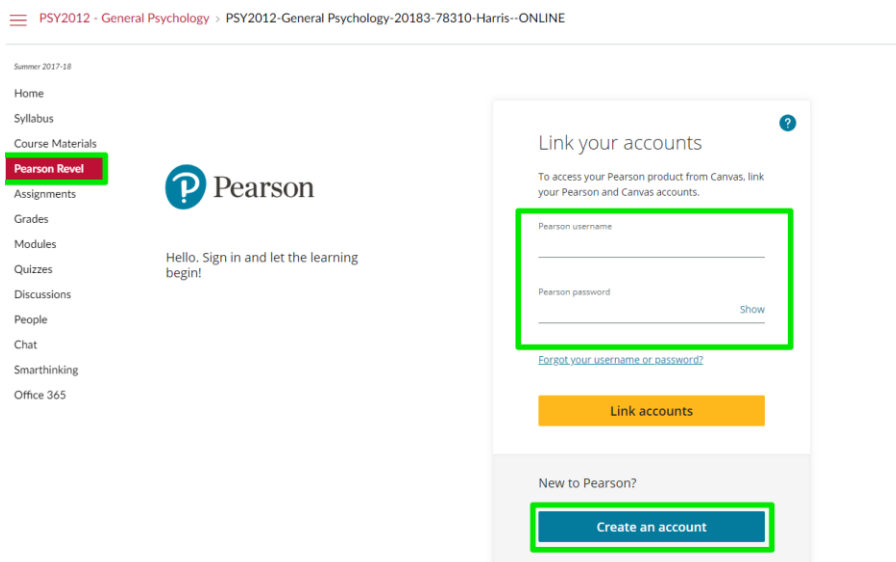 PSY2012 - General Psychology > PSY2012-General Psychology-20183-78310-Harris--ONLINE
Summer 2017-18
Home
Syllabus
Course Materials
Pearson Revel
Assignments
Grades
Modules
Quizzes
Discussions
People
Chat
Smarthinking
Office 365
P Pearson
Hello. Sign in and let the learning
begin!
?
Link your accounts
To access your Pearson product from Canvas, link
your Pearson and Canvas accounts.
Pearson username
Pearson password
Show
Forgot your username or password?
Link accounts
New to Pearson?
Create an account